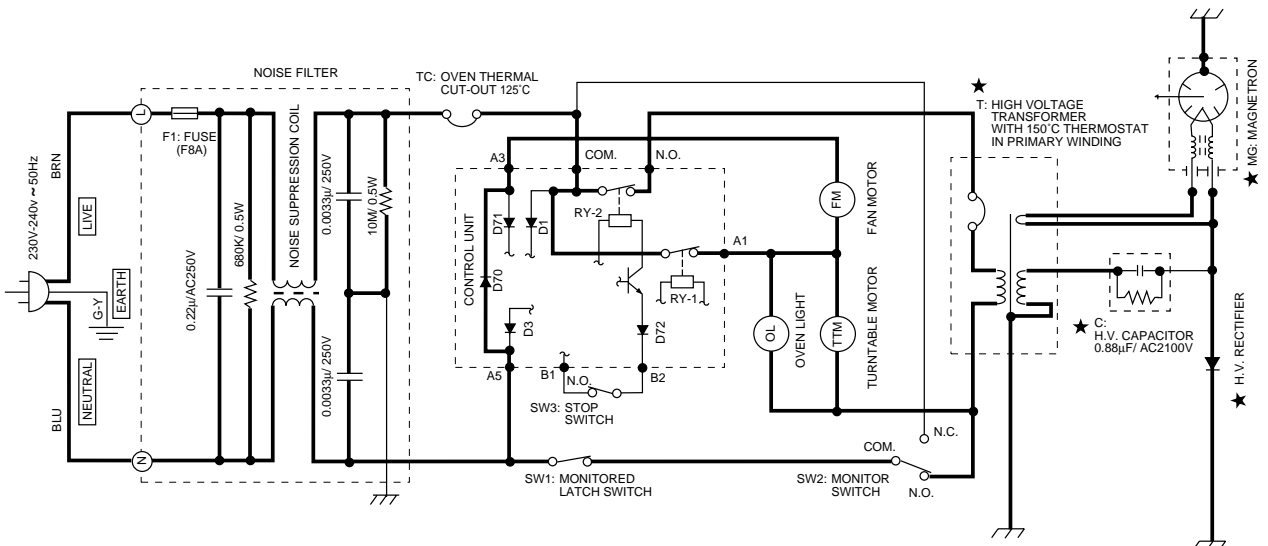 NOISE FILTER
TC: OVEN THERMAL
CUT-OUT 125˚C
★
T: HIGH VOLTAGE
TRANSFORMER
WITH 150˚C THERMOSTAT
IN PRIMARY WINDING
★ MG: MAGNETRON
230V-240v ~ 50Hz
BRN
LIVE
G-Y
EARTH
BLU
NEUTRAL
L
N
F1: FUSE
(F8A)
0.22μ/AC250V
680K/ 0.5W
NOISE SUPPRESSION COIL
0.0033μ/ 250V
10M/ 0.5W
0.0033μ/ 250V
A3
COM.
N.O.
CONTROL UNIT
D71
D1
RY-2
D70
D3
A1
RY-1
D72
A5
B1
N.O.
B2
SW3: STOP
SWITCH
FM
FAN MOTOR
OL
OVEN LIGHT
TTM
TURNTABLE MOTOR
★ C:
H.V. CAPACITOR
0.88μF/ AC2100V
★ H.V. RECTIFIER
N.C.
COM.
N.O.
SW1: MONITORED
LATCH SWITCH
SW2: MONITOR
SWITCH